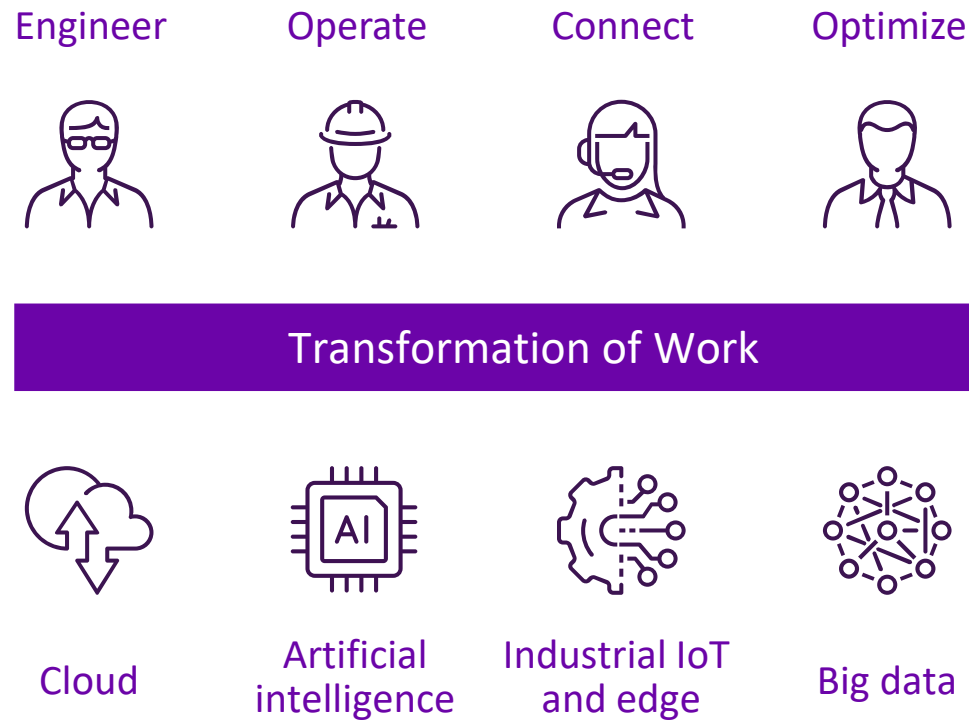 Engineer
Operate
Connect
Optimize
Transformation of Work
AI
Cloud
Artificial
intelligence
Industrial IoT
and edge
Big data